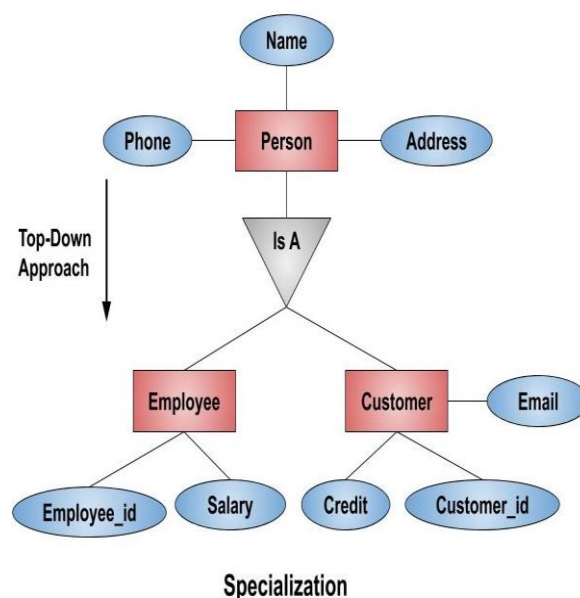 Name
Phone
Person
Address
Is A
Top-Down
Approach
Employee
Customer
Email
Employee_id
Salary
Credit
Customer_id
Specialization